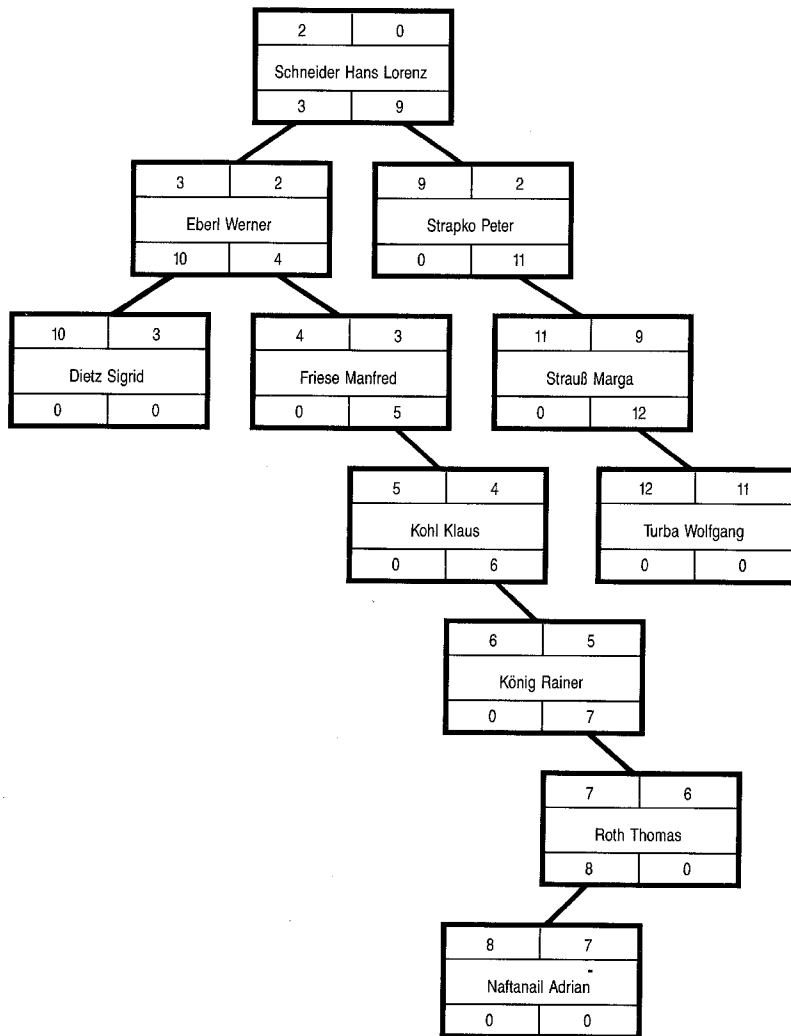 2 0
Schneider Hans Lorenz
3 9
3 2
Eberl Werner
10 4
9 2
Strapko Peter
0 11
10 3
Dietz Sigrid
0 0
4 3
Friese Manfred
0 5
11 9
Strauß Marga
0 12
5 4
Kohl Klaus
0 6
12 11
Turba Wolfgang
0 0
6 5
König Rainer
0 7
7 6
Roth Thomas
8 0
8 7
Naftanail Adrian
0 0